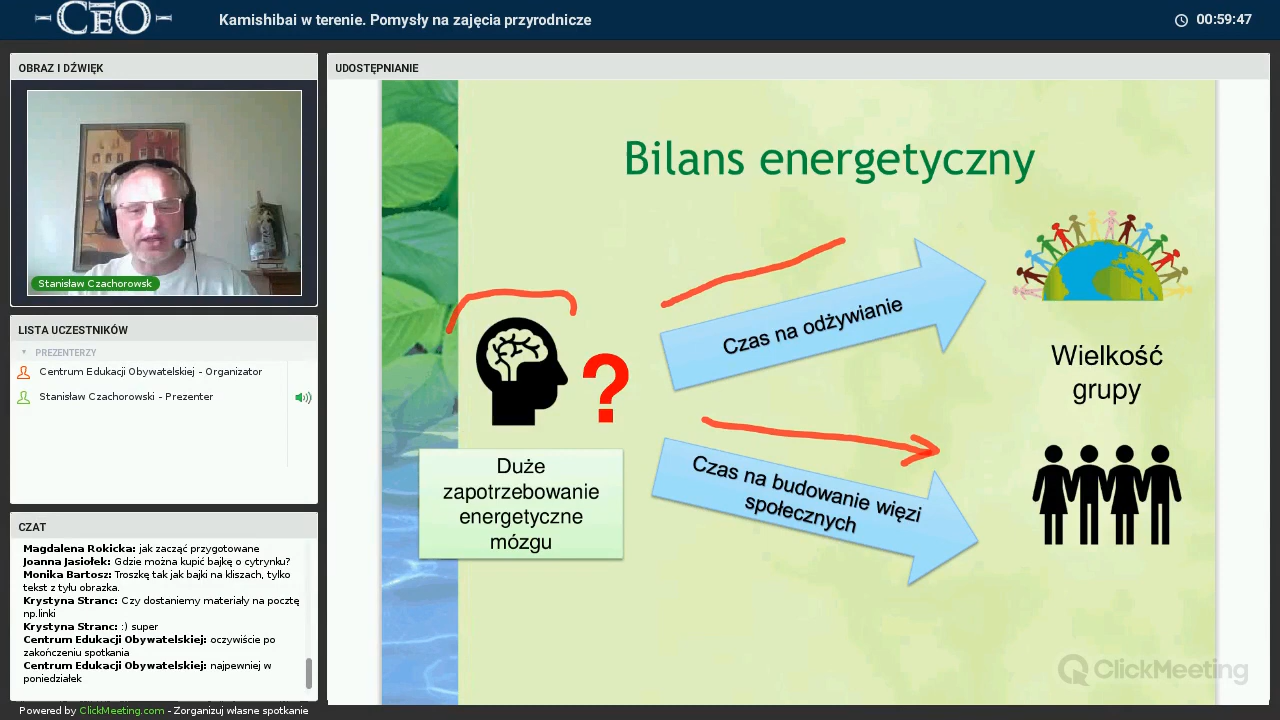 CEO
Kamishibai w terenie. Pomysły na zajęcia przyrodnicze
00:59:47
OBRAZ I DŹWIĘK
Stanisław Czachorowsk
LISTA UCZESTNIKÓW
PREZENTERZY
Centrum Edukacji Obywatelskiej - Organizator
Stanisław Czachorowski - Prezenter
CZAT
Magdalena Rokicka: jak zacząć przygotowane
Joanna Jasiołek: Gdzie można kupić bajkę o cytrynku?
Monika Bartosz: Troszkę tak jak bajki na kliszach, tylko
tekst z tyłu obrazka.
Krystyna Stranc: Czy dostaniemy materiały na pocztę
np.linki
Krystyna Stranc: :) super
Centrum Edukacji Obywatelskiej: oczywiście po
zakończeniu spotkania
Centrum Edukacji Obywatelskiej: najpewniej w
poniedziałek
Powered by ClickMeeting.com - Zorganizuj własne spotkanie
UDOSTĘPNIANIE
Bilans energetyczny
Czas na odżywianie
?
Wielkość
grupy
Duże
zapotrzebowanie
energetyczne
mózgu
Czas na budowanie więzi
społecznych
ClickMeeting